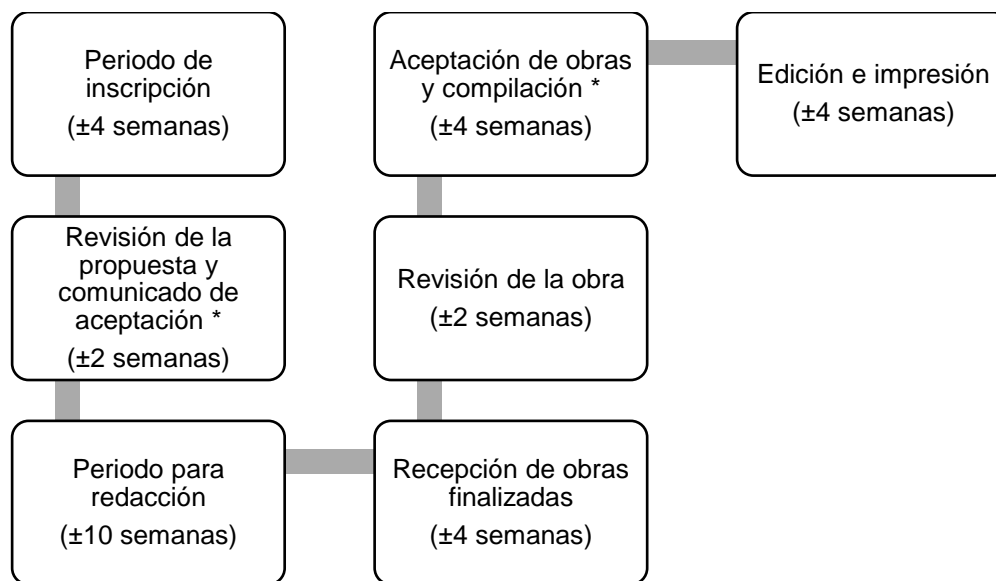 Periodo de
inscripción
(±4 semanas)
Revisión de la
propuesta y
comunicado de
aceptación *
(±2 semanas)
Periodo para
redacción
(±10 semanas)
Recepción de obras
finalizadas
(±4 semanas)
Revisión de la obra
(±2 semanas)
Aceptación de obras
y compilación *
(±4 semanas)
Edición e impresión
(±4 semanas)